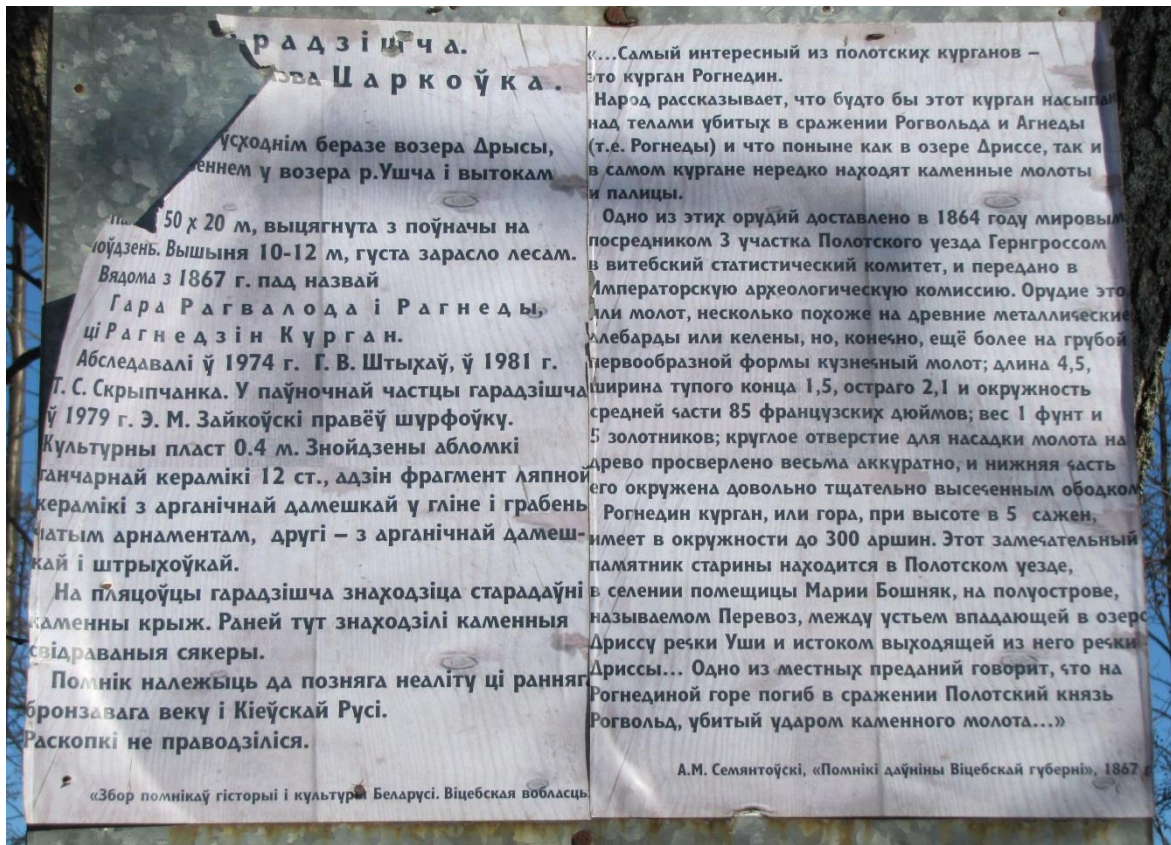 радзішча.
ва Царкоўка.
усходнім беразе возера Дрысы,
у возера р.Ушча і вытокам
50 х 20 м, выцягнута з поўначы на
оўдзень. Вышыня 10-12 м, густа зарасло лесам.
Вядома з 1867 г. пад назвай
Гара Рагвалода і Рагнеды,
ці Рагнедзін Курган.
Абследавалі ў 1974 г. Г. В. Штыхаў, ў 1981 г.
Т. С. Скрыпчанка. У паўночнай частцы гарадзішча
ў 1979 г. Э. М. Зайкоўскі правёў шурфоўку.
Культурны пласт 0.4 м. Знойдзены абломкі
ганчарнай керамікі 12 ст., адзін фрагмент ляпной
керамікі з арганічнай дамешкай у гліне і грабень
чатым арнаментам, другі – з арганічнай дамеш-
кай і штрыхоўкай.
На пляцоўцы гарадзішча знаходзіца старадаўні
каменны крыж. Раней тут знаходзілі каменныя
свідраваныя сякеры.
Помнік належыць да позняга неаліту ці ранняг
бронзавага веку і Кіеўскай Русі.
Раскопкі не праводзіліся.
«Збор помнікаў гісторыі і культуры Беларусі. Віцебская вобласць
«...Самый интересный из полотских курганов –
это курган Рогнедин.
Народ рассказывает, что будто бы этот курган насыпан
над телами убитых в сражении Рогвольда и Агнеды
(т.е. Рогнеды) и что поныне как в озере Дриссе, так и
в самом кургане нередко находят каменные молоты
и палицы.
Одно из этих орудий доставлено в 1864 году мировым
посредником 3 участка Полотского уезда Гернгроссом
в витебский статистический комитет, и передано в
Императорскую археологическую комиссию. Орудие это,
или молот, несколько похоже на древние металлические
алебарды или келены, но, конечно, ещё более на грубой
первообразной формы кузнечный молот; длина 4,5,
ширина тупого конца 1,5, остраго 2,1 и окружность
средней части 85 французских дюймов; вес 1 фунт и
5 золотников; круглое отверстие для насадки молота на
древо просверлено весьма аккуратно, и нижняя часть
его окружена довольно тщательно высеченным ободком
Рогнедин курган, или гора, при высоте в 5 сажен,
имеет в окружности до 300 аршин. Этот замечательный
памятник старины находится в Полотском уезде,
в селении помещицы Марии Бошняк, на полуострове,
называемом Перевоз, между устьем впадающей в озеро
Дриссу речки Уши и истоком выходящей из него речки
Дриссы... Одно из местных преданий говорит, что на
Рогнединой горе погиб в сражении Полотский князь
Рогвольд, убитый ударом каменного молота...»
А.М. Семянтоўскі, «Помнікі даўніны Віцебскай губерні», 1867 г